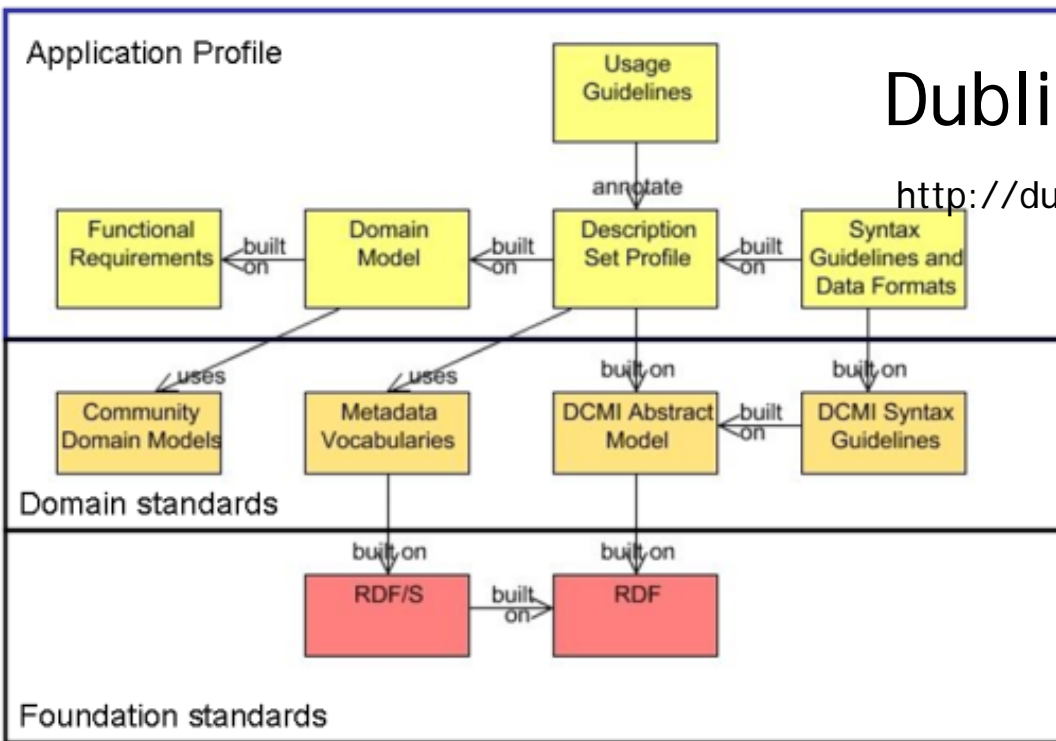 Application Profile
Usage
Guidelines
Dubli
http://du
annotate
Functional
Requirements
built
on
Domain
Model
built
on
Description
Set Profile
built
on
Syntax
Guidelines and
Data Formats
uses
uses
built on
built on
Community
Domain Models
Metadata
Vocabularies
DCMI Abstract
Model
built
on
DCMI Syntax
Guidelines
Domain standards
built on
built on
RDF/S
built
on
RDF
Foundation standards